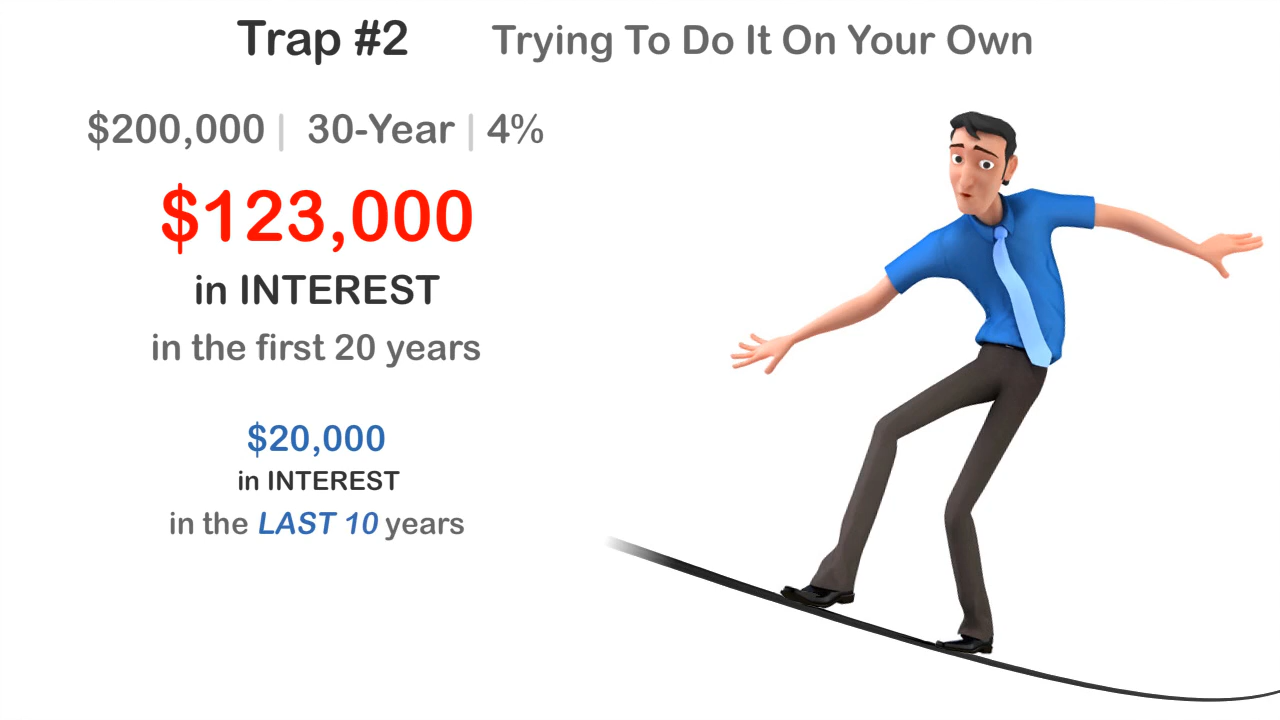 Trap #2 Trying To Do It On Your Own
$200,000 | 30-Year | 4%
$123,000
in INTEREST
in the first 20 years
$20,000
in INTEREST
in the LAST 10 years